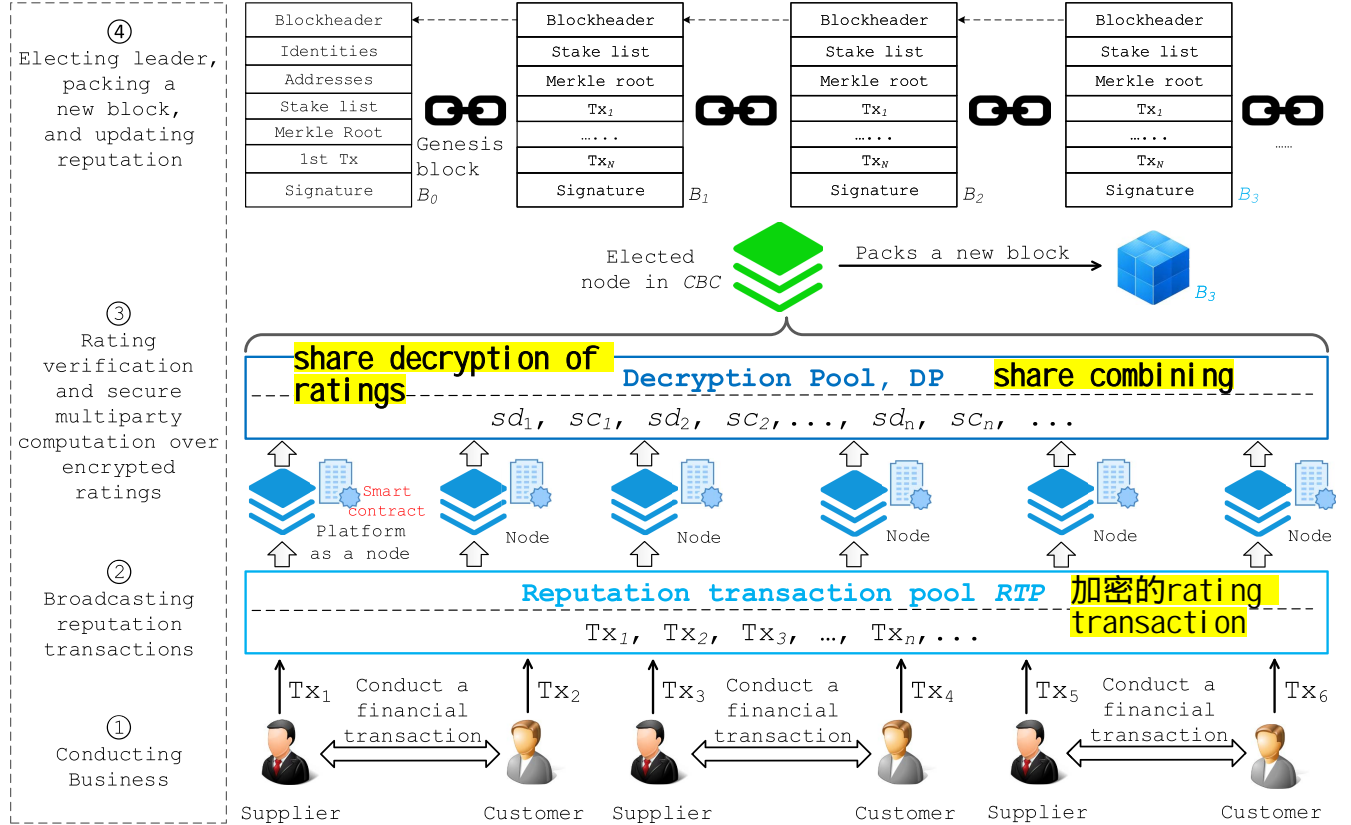 ④
Electing leader,
packing a
new block,
and updating
reputation
Blockheader
Identities
Addresses
Stake list
Merkle Root
1st Tx
Signature
B0
Genesis
block
Blockheader
Stake list
Merkle root
Tx1
…...
TxN
Signature
B1
Blockheader
Stake list
Merkle root
Tx1
…...
TxN
Signature
B2
Blockheader
Stake list
Merkle root
Tx1
…...
TxN
Signature
B3
……
Elected
node in CBC
Packs a new block
B3
③
Rating
verification
and secure
multiparty
computation over
encrypted
ratings
share decryption of
ratings
Decryption Pool, DP
share combining
sd1, sc1, sd2, sc2,..., sdn, scn, ...
Smart
contract
Platform
as a node
Node
Node
Node
Node
Node
②
Broadcasting
reputation
transactions
Reputation transaction pool RTP
加密的rating
transaction
Tx1, Tx2, Tx3, …, Txn,...
①
Conducting
Business
Tx1
Conduct a
financial
transaction
Tx2
Tx3
Conduct a
financial
transaction
Tx4
Tx5
Conduct a
financial
transaction
Tx6
Supplier
Customer
Supplier
Customer
Supplier
Customer